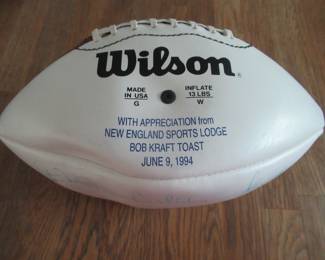 Wilson®
MADE IN USA G
INFLATE 13 LBS W
WITH APPRECIATION from
NEW ENGLAND SPORTS LODGE
BOB KRAFT TOAST
JUNE 9, 1994